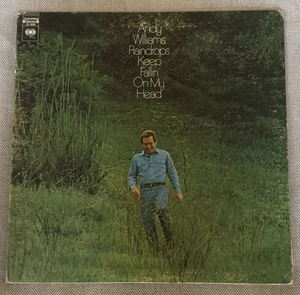 Andy
Williams
Raindrops
Keep
Fallin'
On My
Head